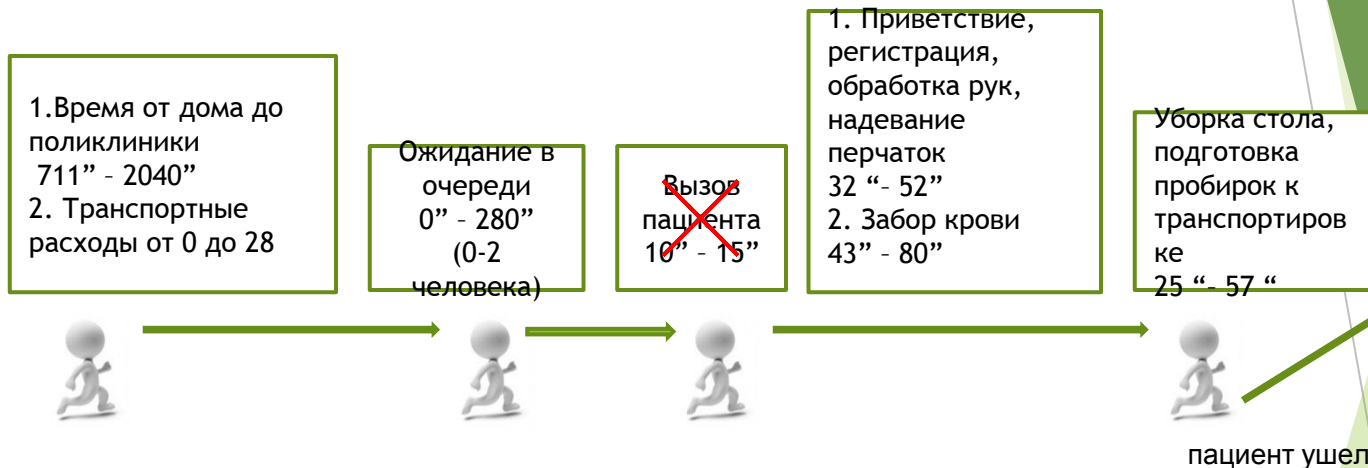 1.Время от дома до
поликлиники
711” – 2040”
2. Транспортные
расходы от 0 до 28
Ожидание в
очереди
0” – 280”
(0-2
человека)
Вызов
пациента
10” – 15”
1. Приветствие,
регистрация,
обработка рук,
надевание
перчаток
32 “– 52”
2. Забор крови
43” – 80”
Уборка стола,
подготовка
пробирок к
транспортиров
ке
25 “– 57 “
пациент ушел